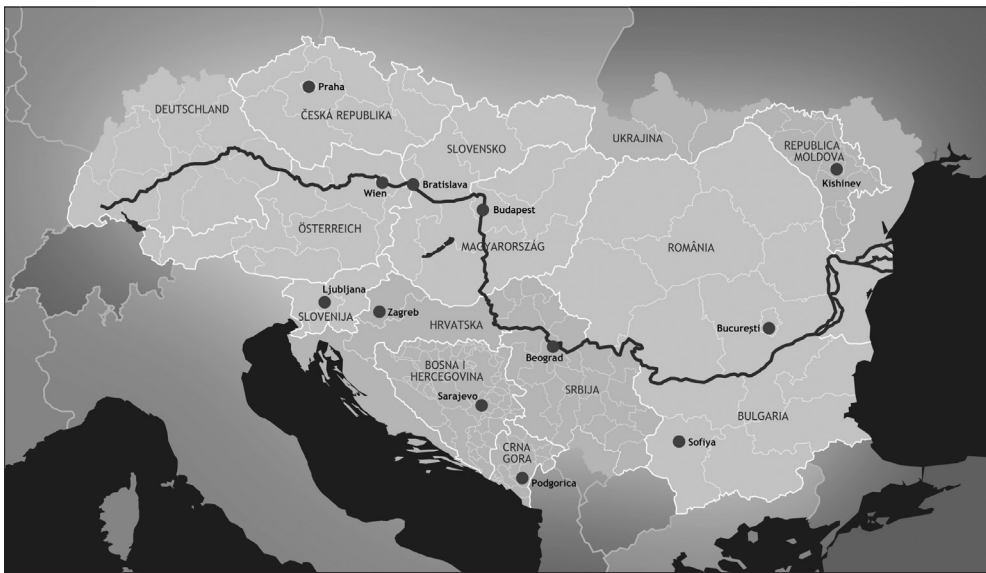 Praha
DEUTSCHLAND
ČESKÁ REPUBLIKA
UKRAJINA
SLOVENSKO
REPUBLICA
MOLDOVA
Kishinev
Wien
Bratislava
Budapest
ÖSTERREICH
MAGYARORSZÁG
ROMÂNIA
Ljubljana
SLOVENIJA
Zagreb
HRVATSKA
București
Beograd
BOSNA I
HERCEGOVINA
Sarajevo
SRBIJA
BULGARIA
Sofiya
CRNA
GORA
Podgorica